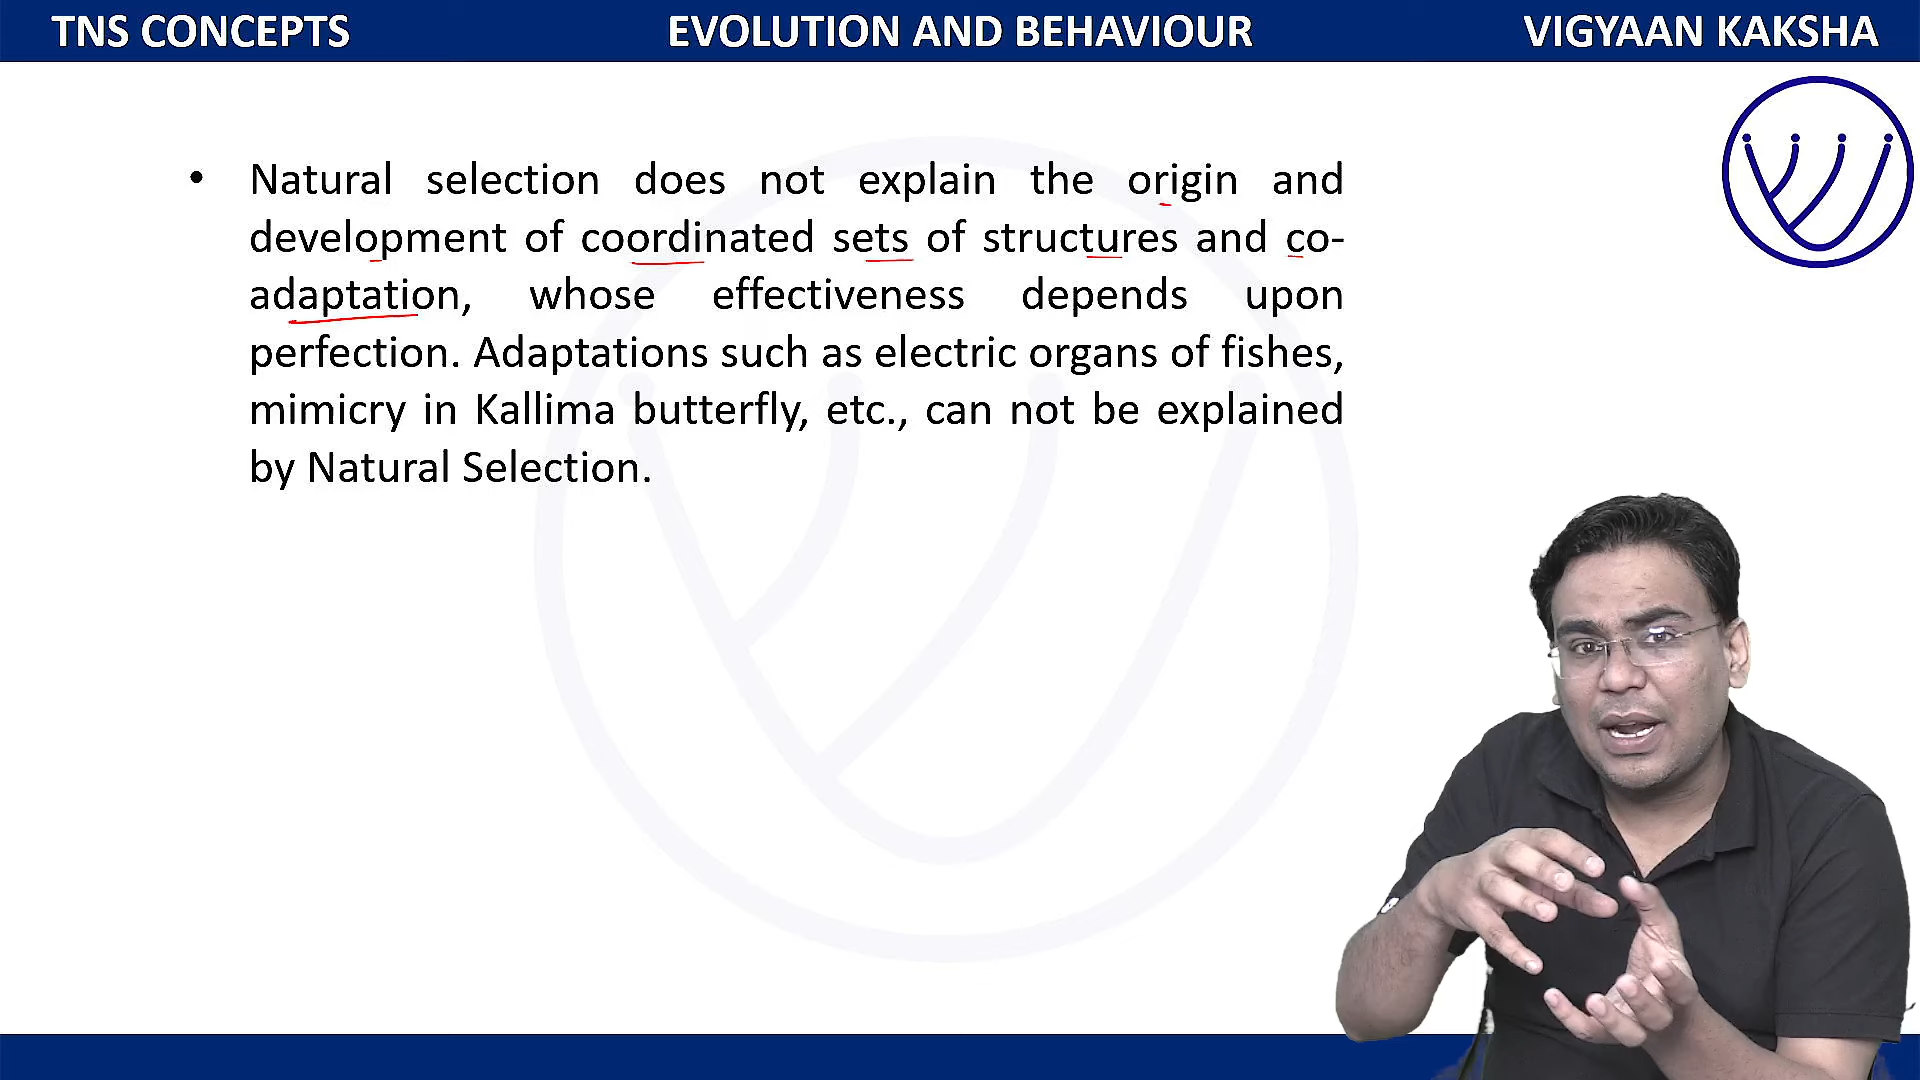 TNS CONCEPTS EVOLUTION AND BEHAVIOUR VIGYAAN KAKSHA
• Natural selection does not explain the origin and
development of coordinated sets of structures and co-
adaptation, whose effectiveness depends upon
perfection. Adaptations such as electric organs of fishes,
mimicry in Kallima butterfly, etc., can not be explained
by Natural Selection.